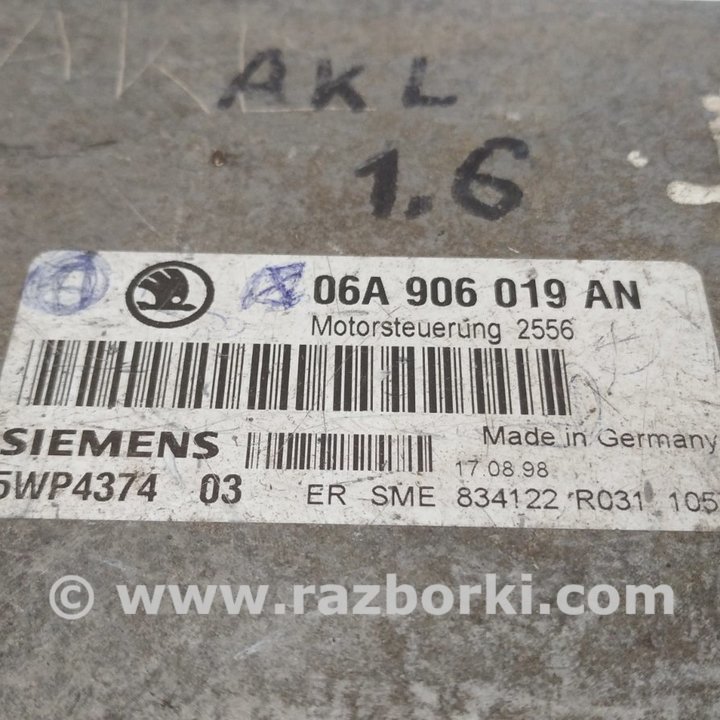 AKL
1.6
06A 906 019 AN
Motorsteuerung 2556
SIEMENS
Made in Germany
17.08.98
5WP4374 03
ER SME 834122 R031 105
© www.razborki.com